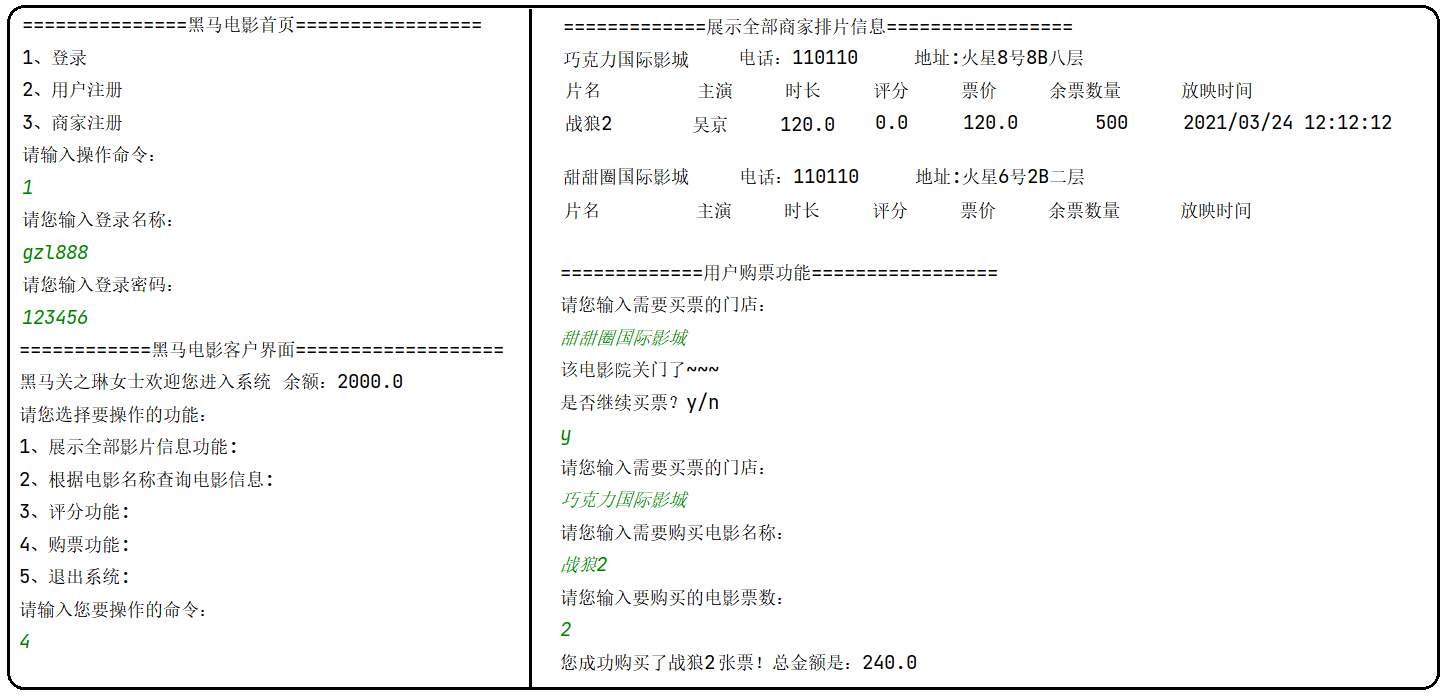 ===============黑马电影首页=================
1、登录
2、用户注册
3、商家注册
请输入操作命令：
1
请您输入登录名称：
gzl888
请您输入登录密码：
123456
============黑马电影客户界面===================
黑马关之琳女士欢迎您进入系统 余额：2000.0
请您选择要操作的功能：
1、展示全部影片信息功能:
2、根据电影名称查询电影信息:
3、评分功能:
4、购票功能:
5、退出系统:
请输入您要操作的命令：
4
=============展示全部商家排片信息=================
巧克力国际影城 电话：110110 地址:火星8号8B八层
片名 主演 时长 评分 票价 余票数量 放映时间
战狼2 吴京 120.0 0.0 120.0 500 2021/03/24 12:12:12
甜甜圈国际影城 电话：110110 地址:火星6号2B二层
片名 主演 时长 评分 票价 余票数量 放映时间
=============用户购票功能=================
请您输入需要买票的门店：
甜甜圈国际影城
该电影院关门了~~~
是否继续买票？y/n
y
请您输入需要买票的门店：
巧克力国际影城
请您输入需要购买电影名称：
战狼2
请您输入要购买的电影票数：
2
您成功购买了战狼2张票！总金额是：240.0